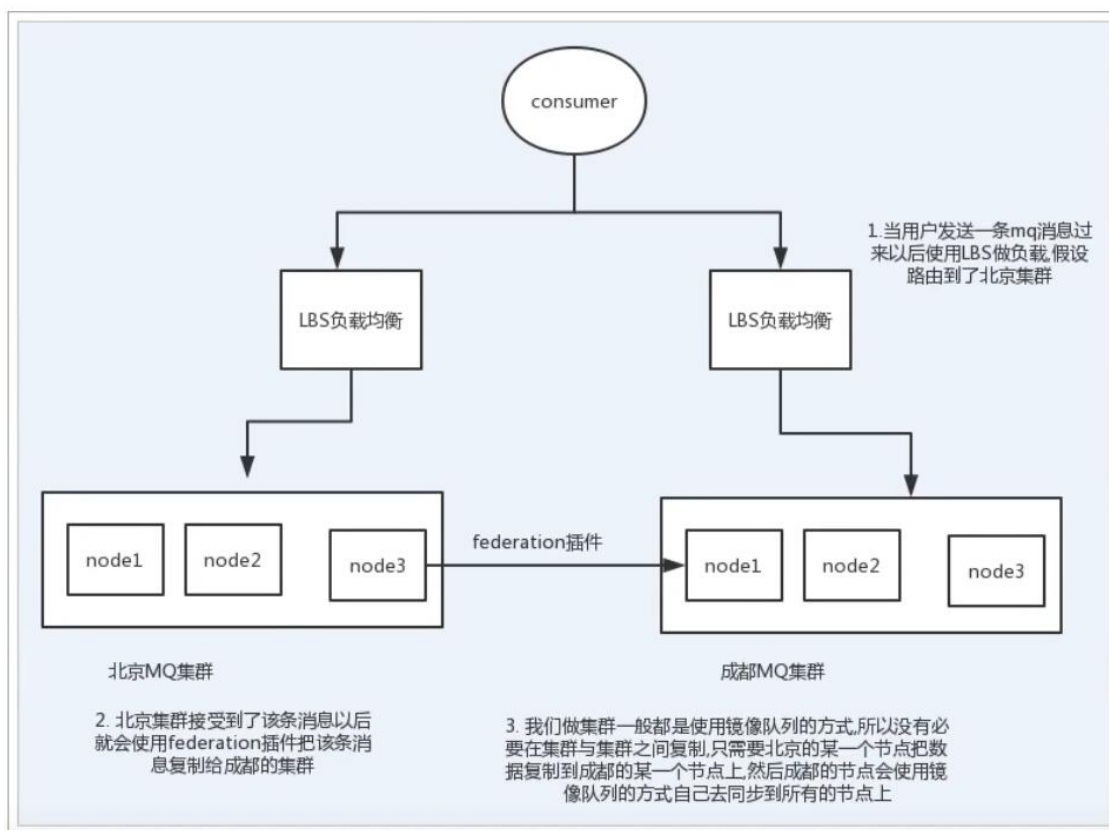 consumer
1.当用户发送一条mq消息过
来以后使用LBS做负载,假设
路由到了北京集群
LBS负载均衡
LBS负载均衡
federation插件
node1
node2
node3
node1
node2
node3
北京MQ集群
成都MQ集群
2. 北京集群接受到了该条消息以后
就会使用federation插件把该条消
息复制给成都的集群
3. 我们做集群一般都是使用镜像队列的方式,所以没有必
要在集群与集群之间复制,只需要北京的某一个节点把数
据复制到成都的某一个节点上,然后成都的节点会使用镜
像队列的方式自己去同步到所有的节点上